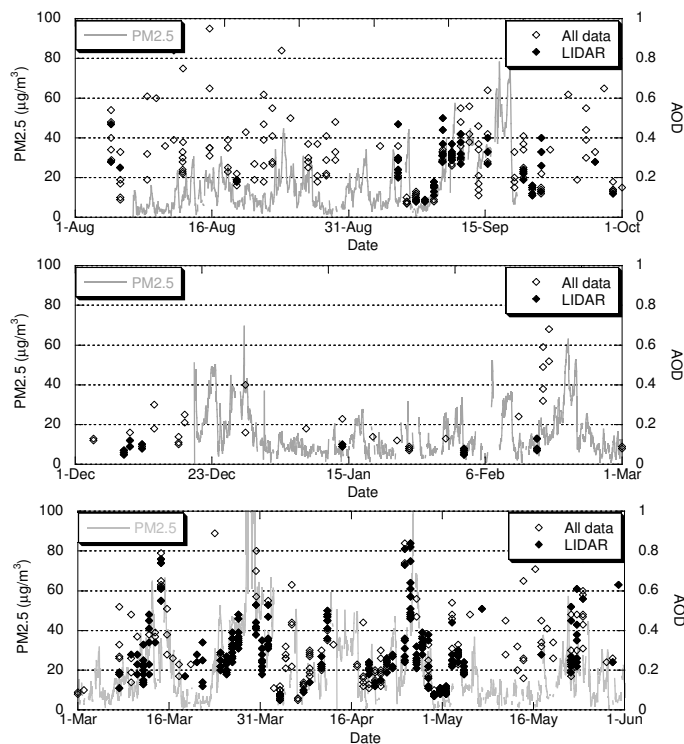 100 1
PM2.5 All data
LIDAR
80 0.8
60 0.6
40 0.4
20 0.2
0 0
PM2.5 (μg/m³)
AOD
1-Aug 16-Aug 31-Aug 15-Sep 1-Oct
Date
100 1
PM2.5 All data
LIDAR
80 0.8
60 0.6
40 0.4
20 0.2
0 0
PM2.5 (μg/m³)
AOD
1-Dec 23-Dec 15-Jan 6-Feb 1-Mar
Date
100 1
PM2.5 All data
LIDAR
80 0.8
60 0.6
40 0.4
20 0.2
0 0
PM2.5 (μg/m³)
AOD
1-Mar 16-Mar 31-Mar 16-Apr 1-May 16-May 1-Jun
Date